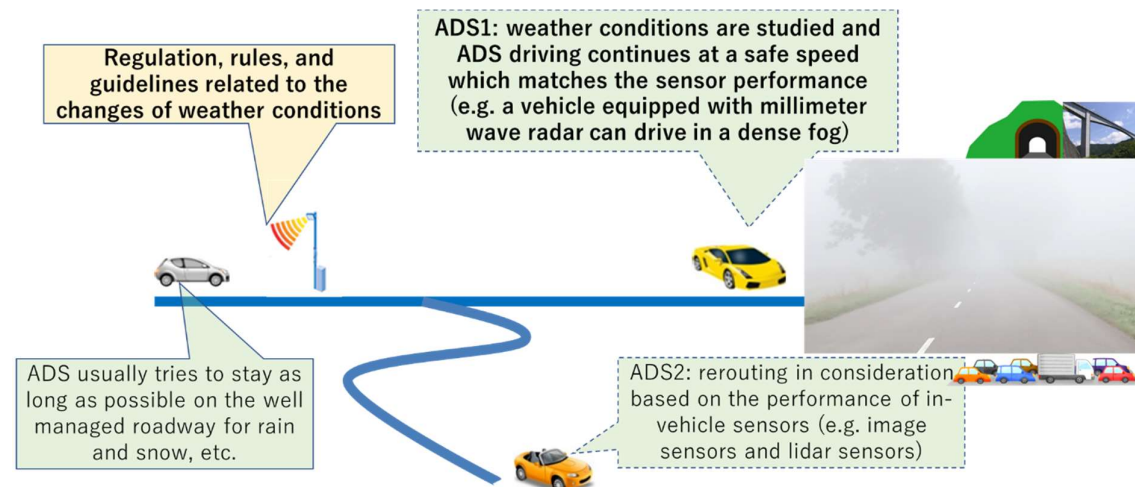 Regulation, rules, and
guidelines related to the
changes of weather conditions
ADS1: weather conditions are studied and
ADS driving continues at a safe speed
which matches the sensor performance
(e.g. a vehicle equipped with millimeter
wave radar can drive in a dense fog)
ADS usually tries to stay as
long as possible on the well
managed roadway for rain
and snow, etc.
ADS2: rerouting in consideration
based on the performance of in-
vehicle sensors (e.g. image
sensors and lidar sensors)